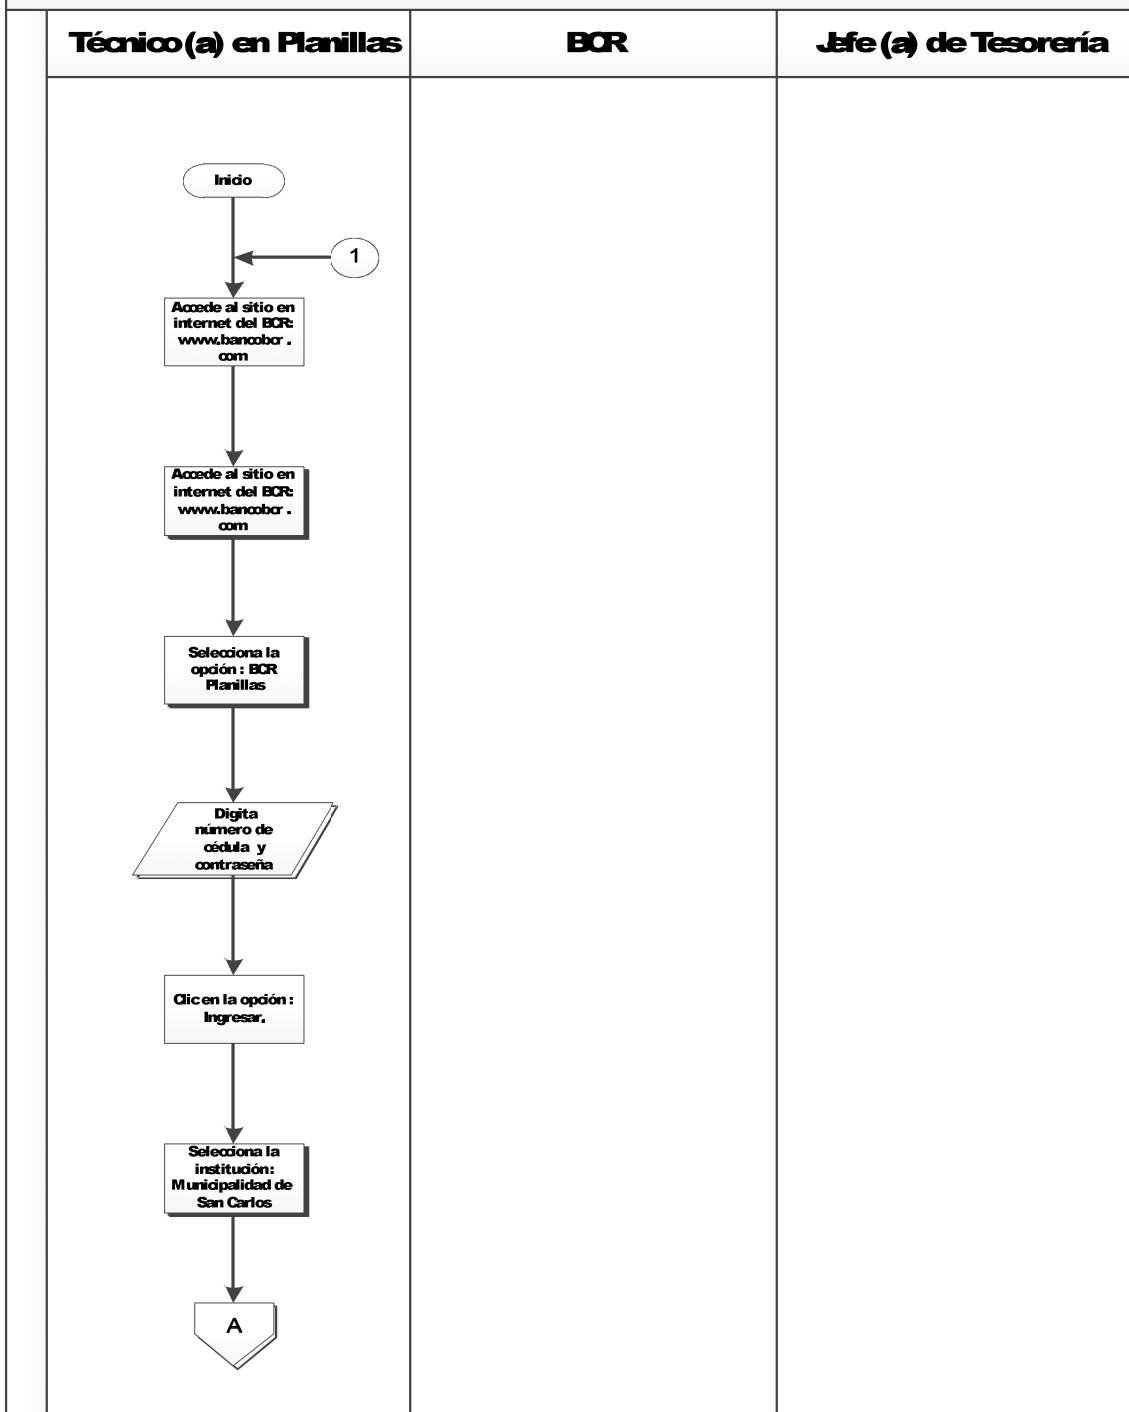 Técnico(a) en Planillas
BCR
Jefe (a) de Tesorería
Inicio
1
Accede al sitio en
internet del BCR:
www.bancobcr .
com
Accede al sitio en
internet del BCR:
www.bancobcr .
com
Selecciona la
opción : BCR
Planillas
Digita
número de
cédula y
contraseña
Clic en la opción :
Ingresar.
Selecciona la
institución:
Municipalidad de
San Carlos
A